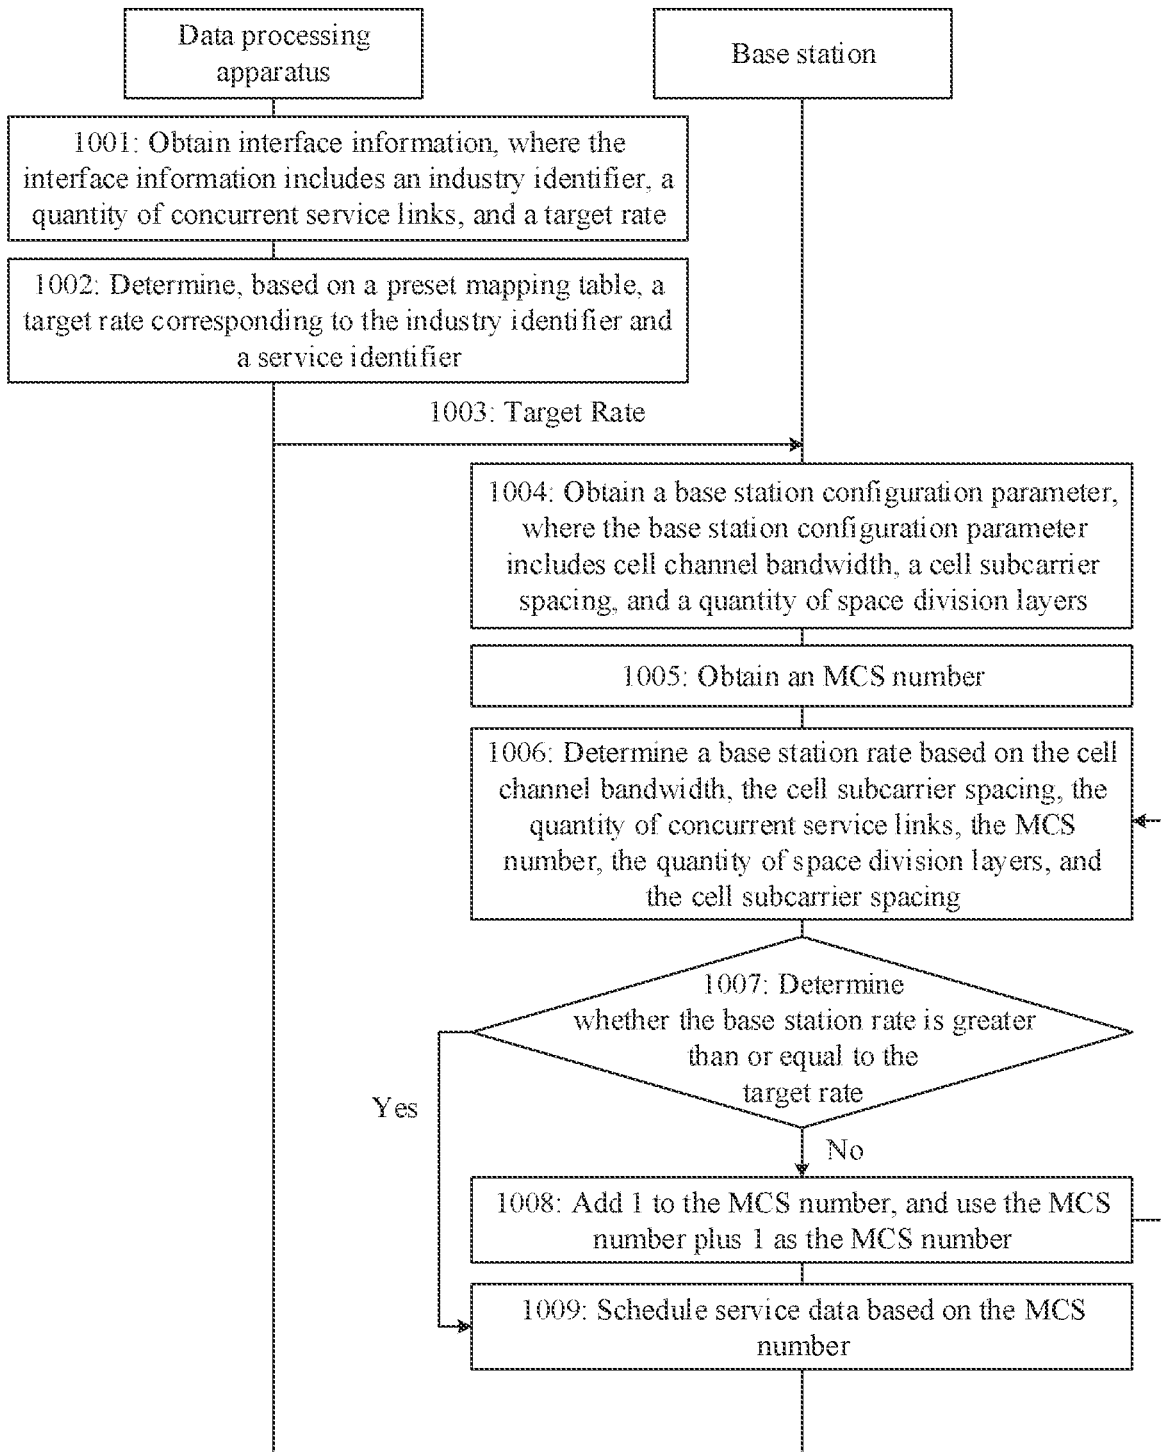 Data processing
apparatus
Base station
1001: Obtain interface information, where the
interface information includes an industry identifier, a
quantity of concurrent service links, and a target rate
1002: Determine, based on a preset mapping table, a
target rate corresponding to the industry identifier and
a service identifier
1003: Target Rate
1004: Obtain a base station configuration parameter,
where the base station configuration parameter
includes cell channel bandwidth, a cell subcarrier
spacing, and a quantity of space division layers
1005: Obtain an MCS number
1006: Determine a base station rate based on the cell
channel bandwidth, the cell subcarrier spacing, the
quantity of concurrent service links, the MCS
number, the quantity of space division layers, and
the cell subcarrier spacing
1007: Determine
whether the base station rate is greater
than or equal to the
target rate
Yes
No
1008: Add 1 to the MCS number, and use the MCS
number plus 1 as the MCS number
1009: Schedule service data based on the MCS
number